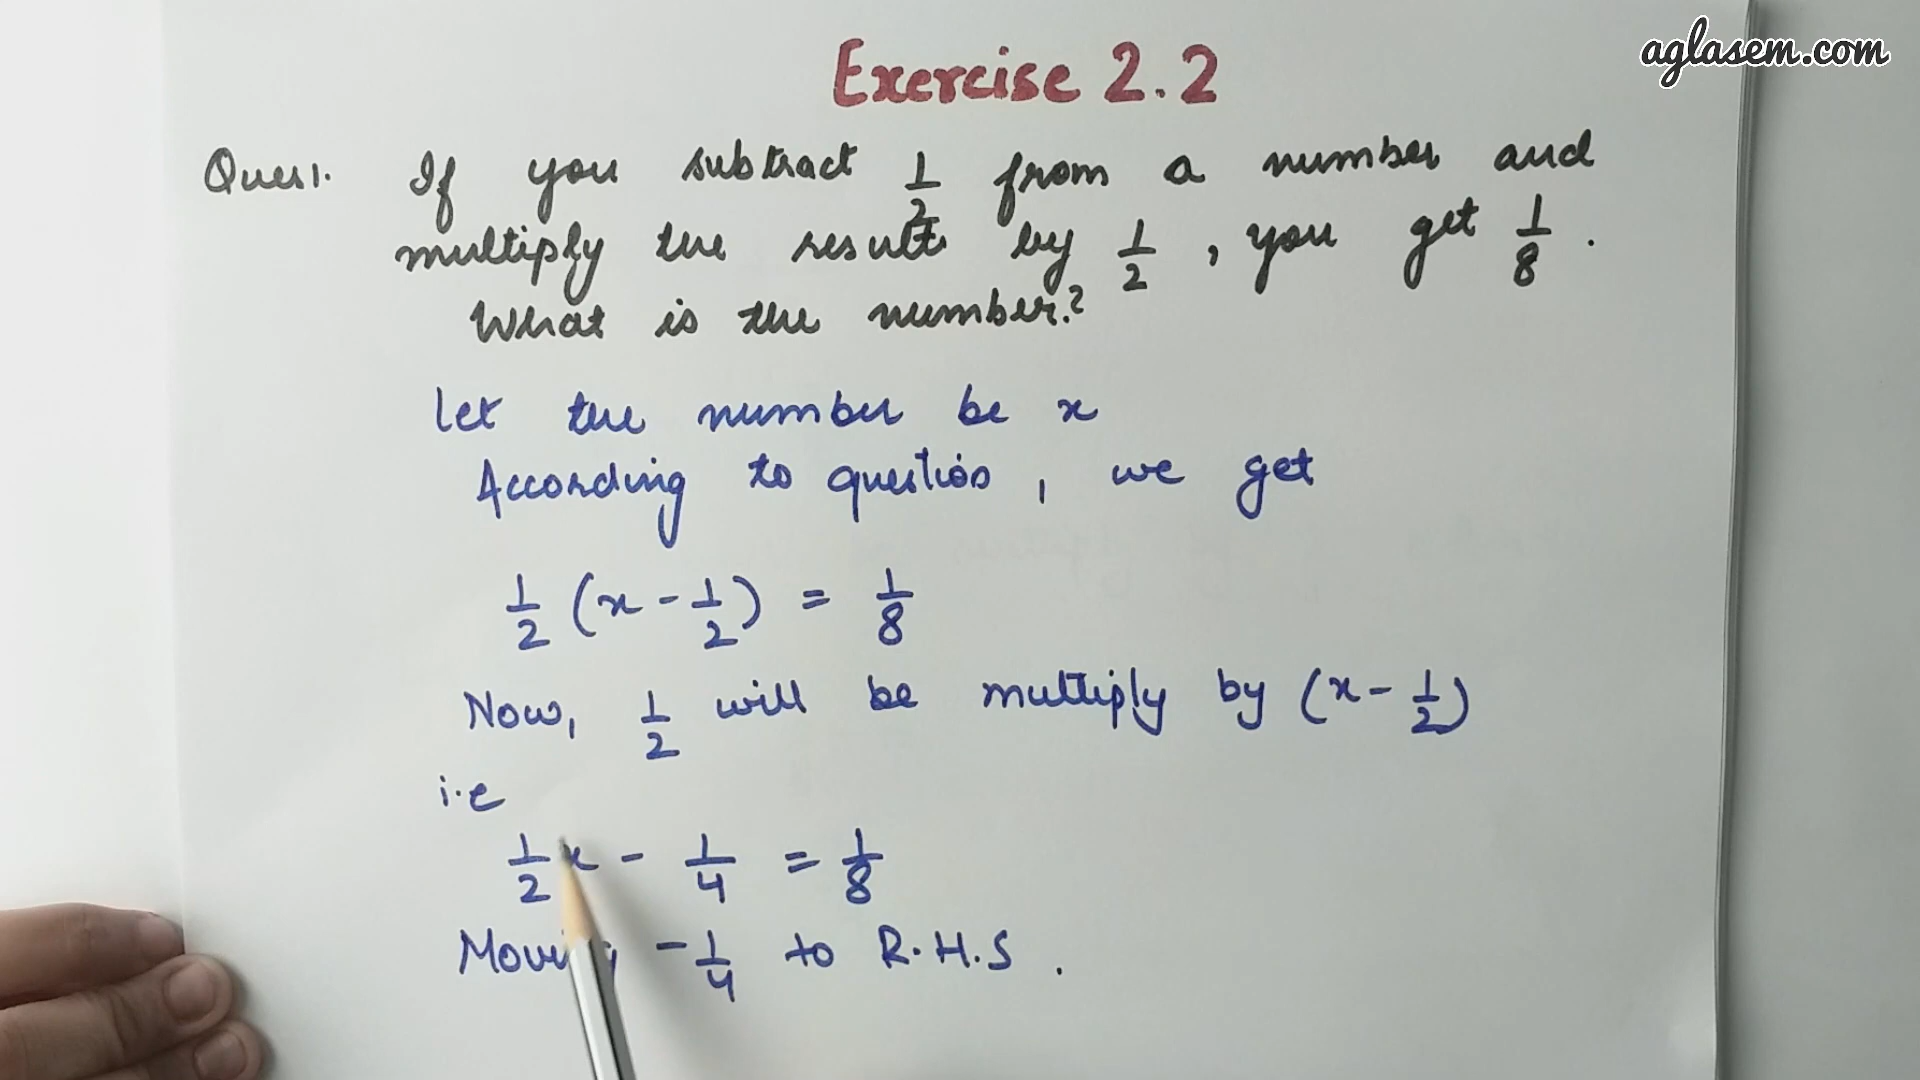 aglasem.com
Exercise 2.2
Ques1. If you subtract 1/2 from a number and
multiply the result by 1/2, you get 1/8.
What is the number?
Let the number be x
According to question, we get
1/2 (x - 1/2) = 1/8
Now, 1/2 will be multiply by (x - 1/2)
i.e
1/2 x - 1/4 = 1/8
-1/4 to R.H.S.